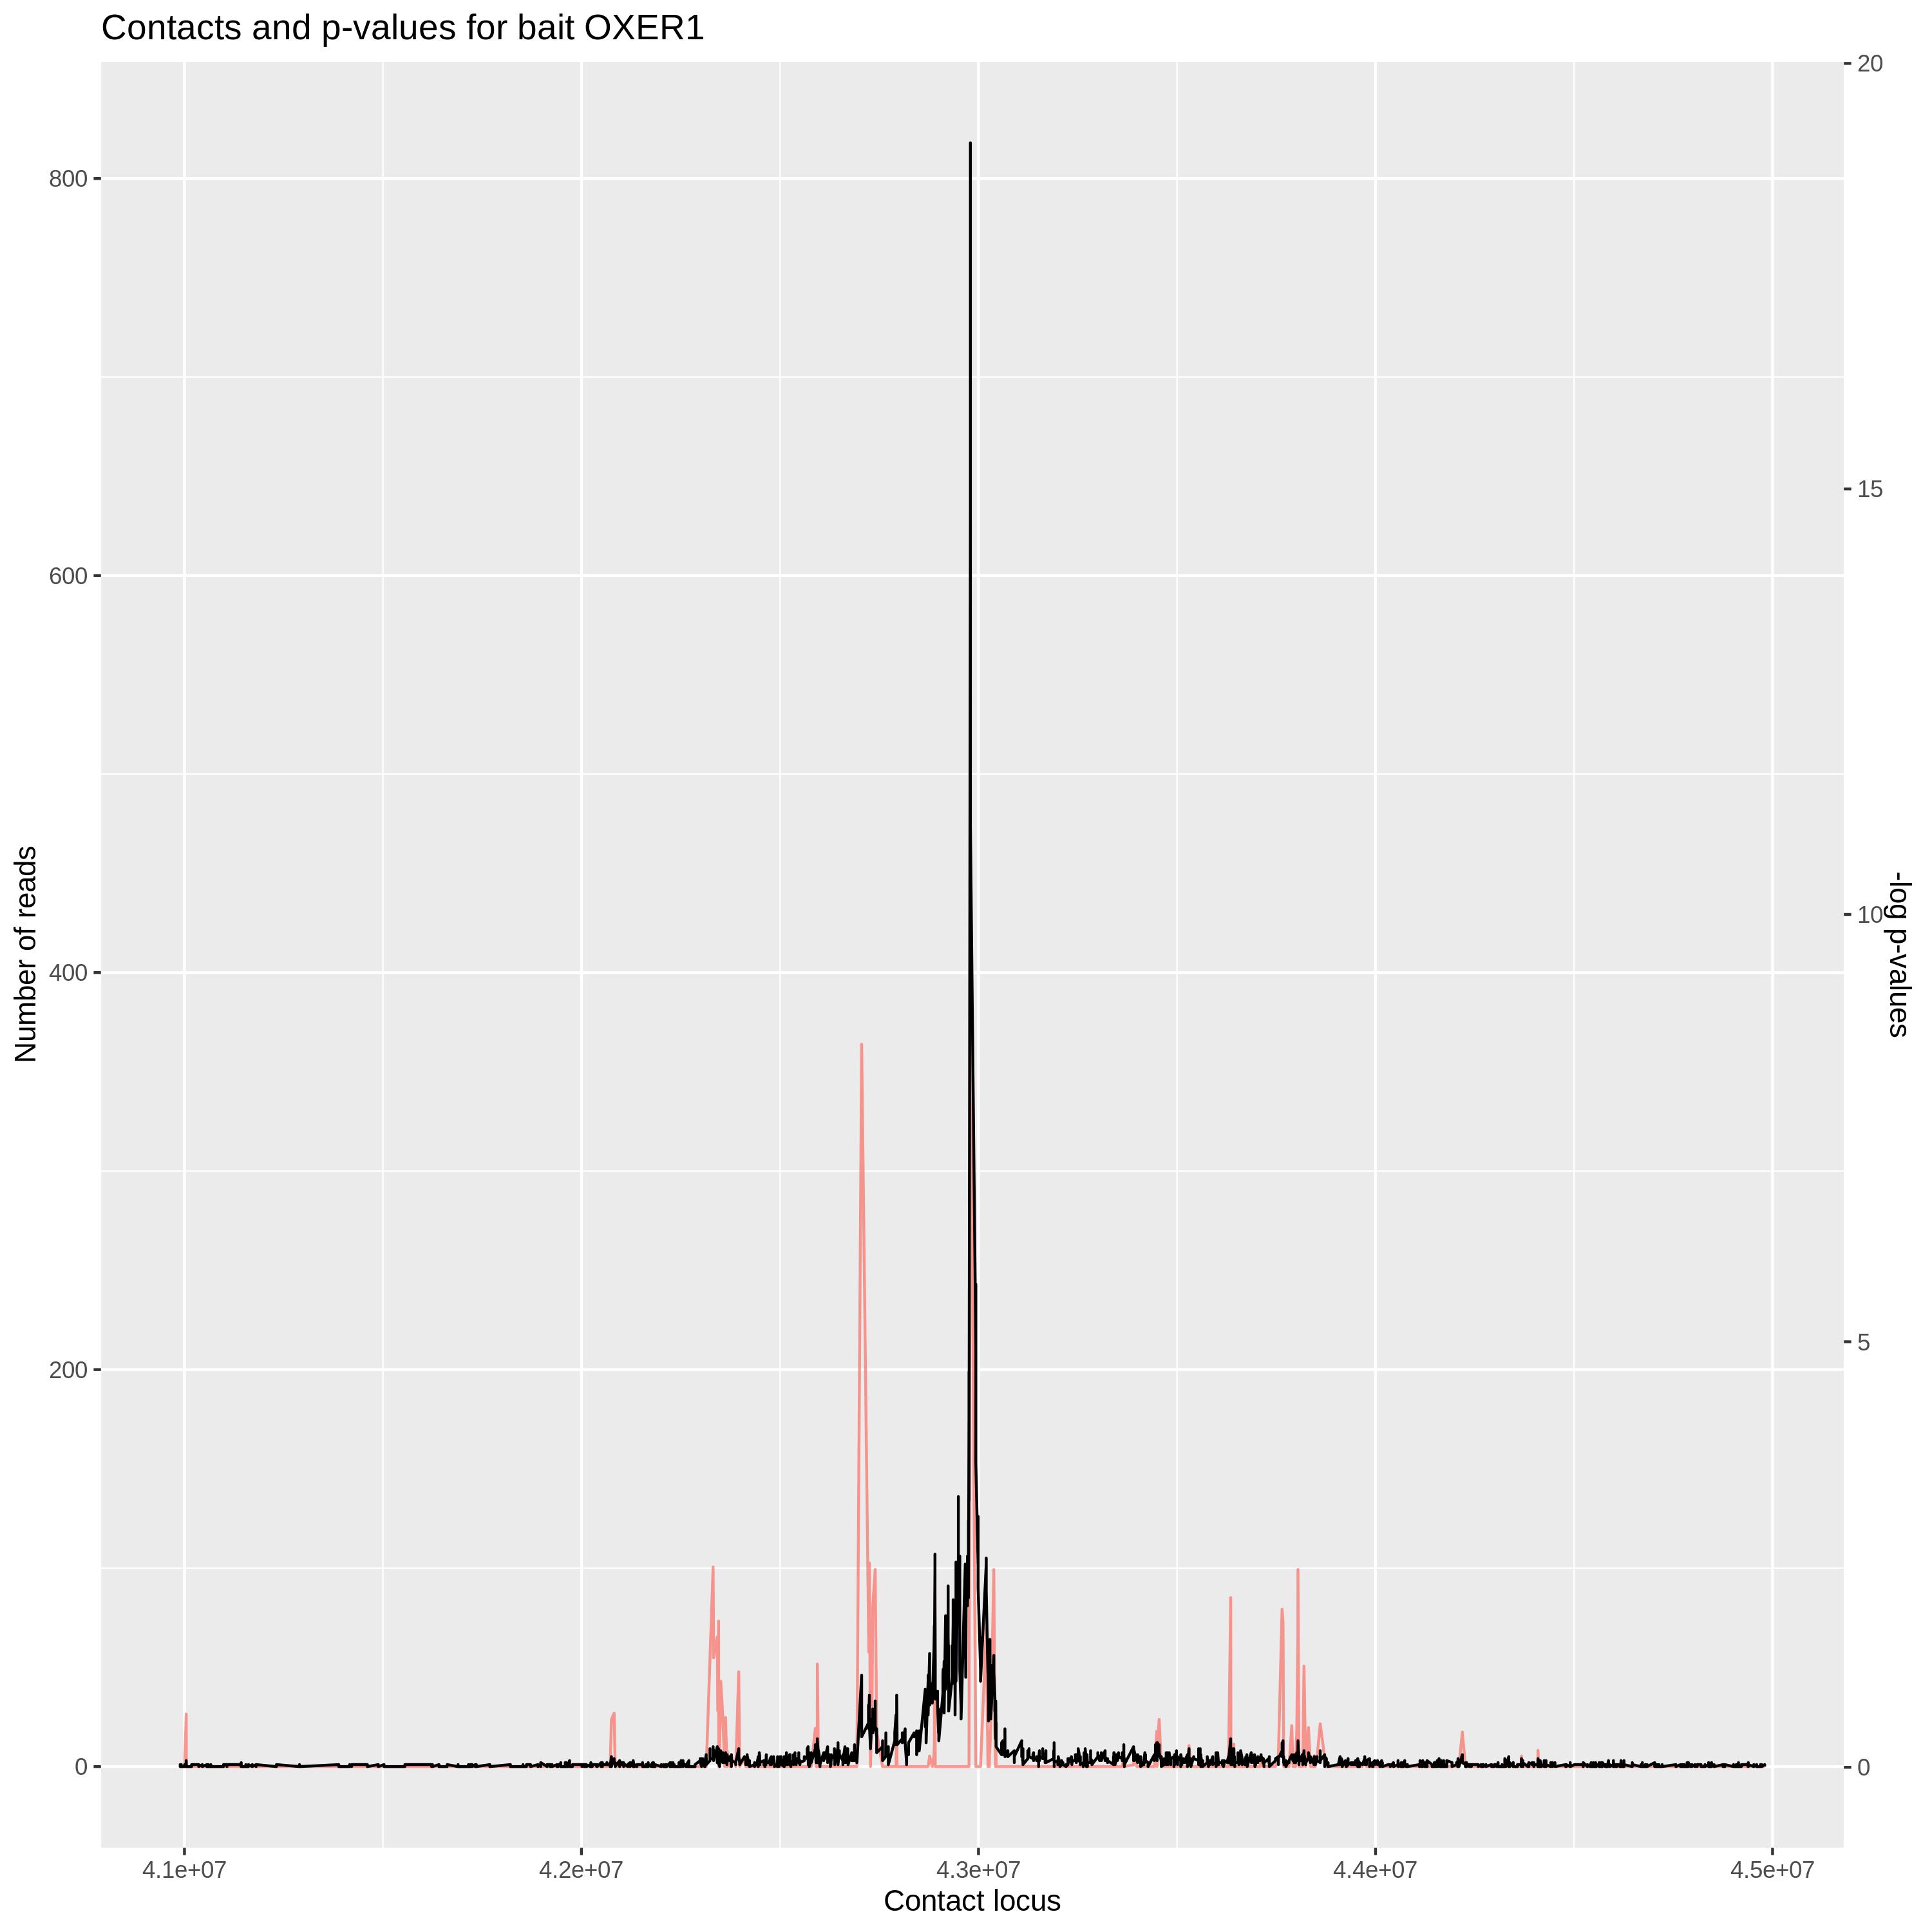 Contacts and p-values for bait OXER1
20
800
15
600
Number of reads
-log p-values
10
400
5
200
0
0
4.1e+07
4.2e+07
4.3e+07
4.4e+07
4.5e+07
Contact locus